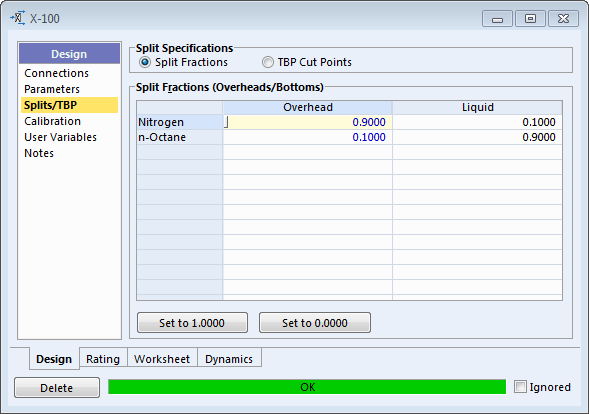 X-100
Design
Connections
Parameters
Splits/TBP
Calibration
User Variables
Notes
Split Specifications
Split Fractions TBP Cut Points
Split Fractions (Overheads/Bottoms)
Overhead Liquid
Nitrogen 0.9000 0.1000
n-Octane 0.1000 0.9000
Set to 1.0000 Set to 0.0000
Design Rating Worksheet Dynamics
Delete OK Ignored